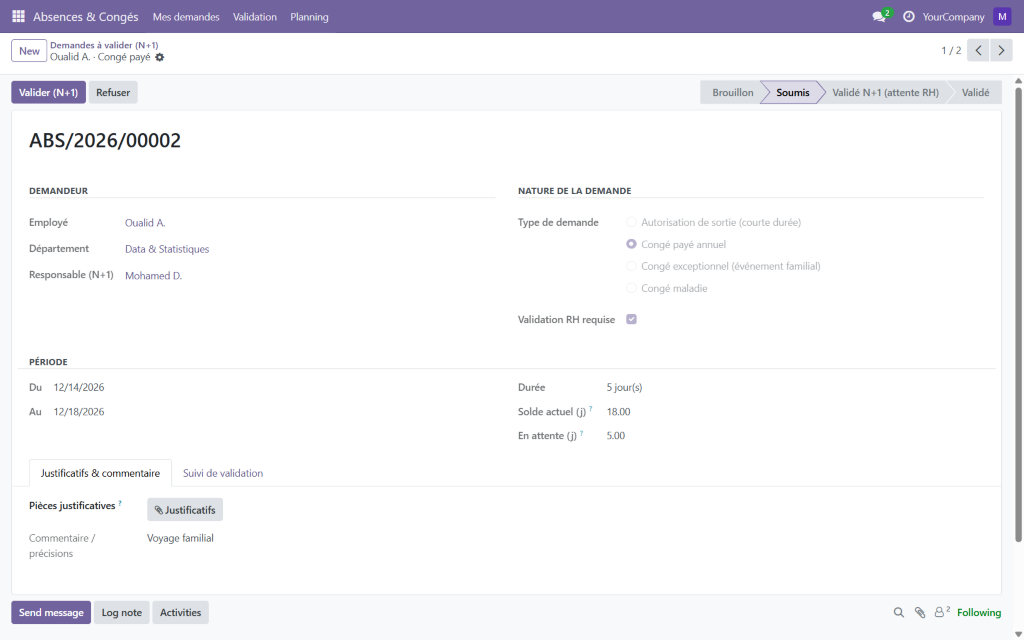 Absences & Congés Mes demandes Validation Planning 2 YourCompany M
New Demandes à valider (N+1)
Oualid A. · Congé payé
1 / 2
Valider (N+1) Refuser Brouillon Soumis Validé N+1 (attente RH) Validé
ABS/2026/00002
DEMANDEUR
Employé Oualid A.
Département Data & Statistiques
Responsable (N+1) Mohamed D.
NATURE DE LA DEMANDE
Type de demande Autorisation de sortie (courte durée)
Congé payé annuel
Congé exceptionnel (événement familial)
Congé maladie
Validation RH requise
PÉRIODE
Du 12/14/2026
Au 12/18/2026
Durée 5 jour(s)
Solde actuel (j) ? 18.00
En attente (j) ? 5.00
Justificatifs & commentaire Suivi de validation
Pièces justificatives ? Justificatifs
Commentaire / précisions Voyage familial
Send message Log note Activities 2 Following